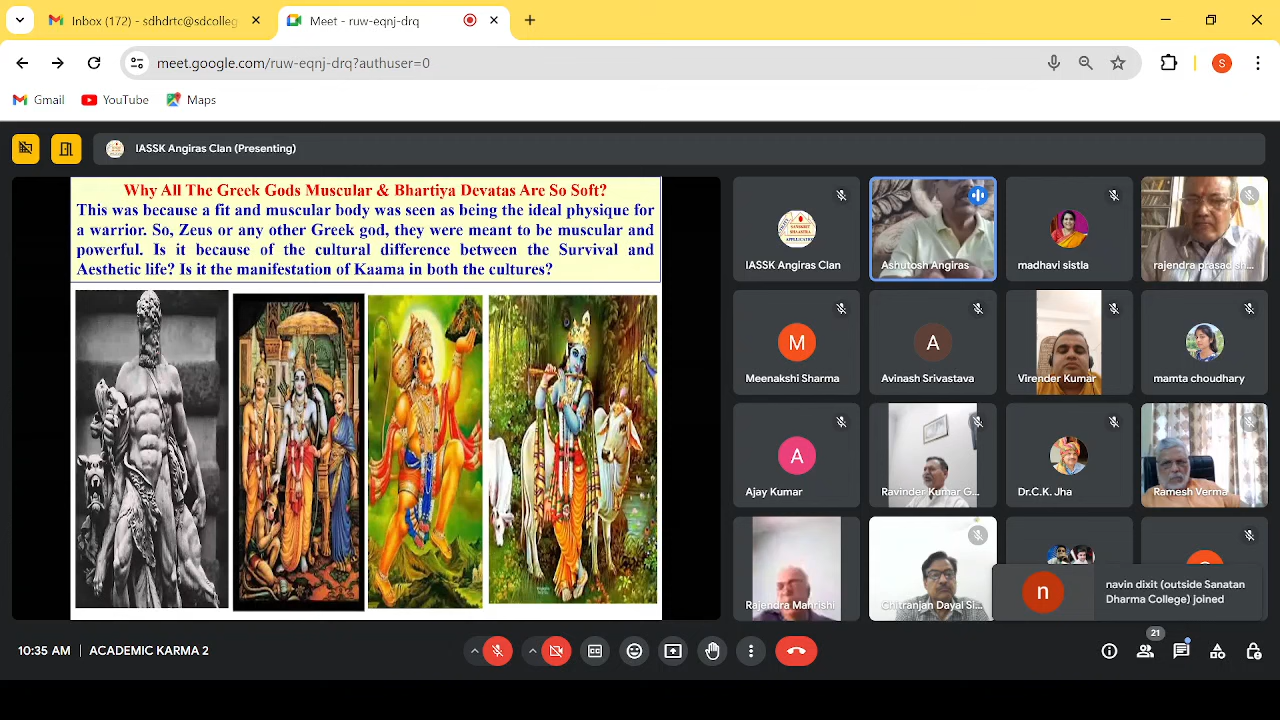 Inbox (172) - sdhdrtc@sdcolleg
Meet - ruw-eqnj-drq
meet.google.com/ruw-eqnj-drq?authuser=0
S
Gmail
YouTube
Maps
IASSK Angiras Clan (Presenting)
Why All The Greek Gods Muscular & Bhartiya Devatas Are So Soft?
This was because a fit and muscular body was seen as being the ideal physique for
a warrior. So, Zeus or any other Greek god, they were meant to be muscular and
powerful. Is it because of the cultural difference between the Survival and
Aesthetic life? Is it the manifestation of Kaama in both the cultures?
IASSK Angiras Clan
Ashutosh Angiras
madhavi sistla
rajendra prasad sh...
M
Meenakshi Sharma
A
Avinash Srivastava
Virender Kumar
mamta choudhary
A
Ajay Kumar
Ravinder Kumar G...
Dr.C.K. Jha
Ramesh Verma
Rajendra Mahrishi
Chitranjan Dayal Si...
n
navin dixit (outside Sanatan
Dharma College) joined
10:35 AM | ACADEMIC KARMA 2
21